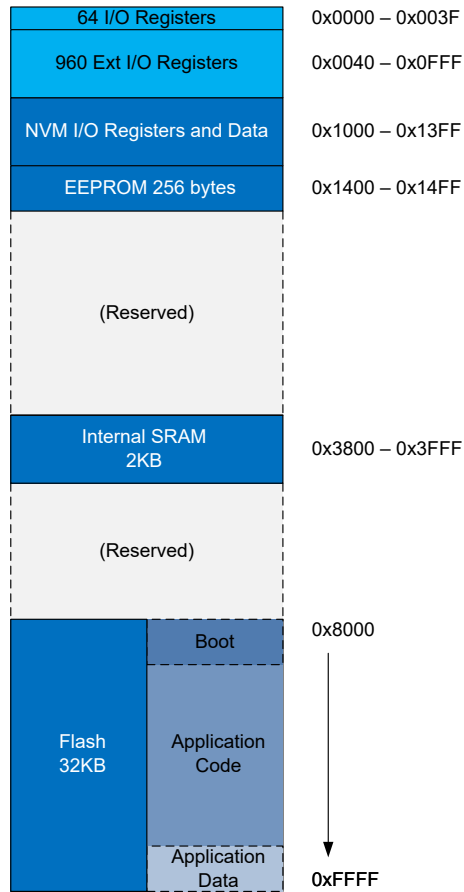 64 I/O Registers 0x0000 – 0x003F
960 Ext I/O Registers 0x0040 – 0x0FFF
NVM I/O Registers and Data 0x1000 – 0x13FF
EEPROM 256 bytes 0x1400 – 0x14FF
(Reserved)
Internal SRAM
2KB
0x3800 – 0x3FFF
(Reserved)
0x8000
Boot
Flash
32KB
Application
Code
Application
Data
0xFFFF